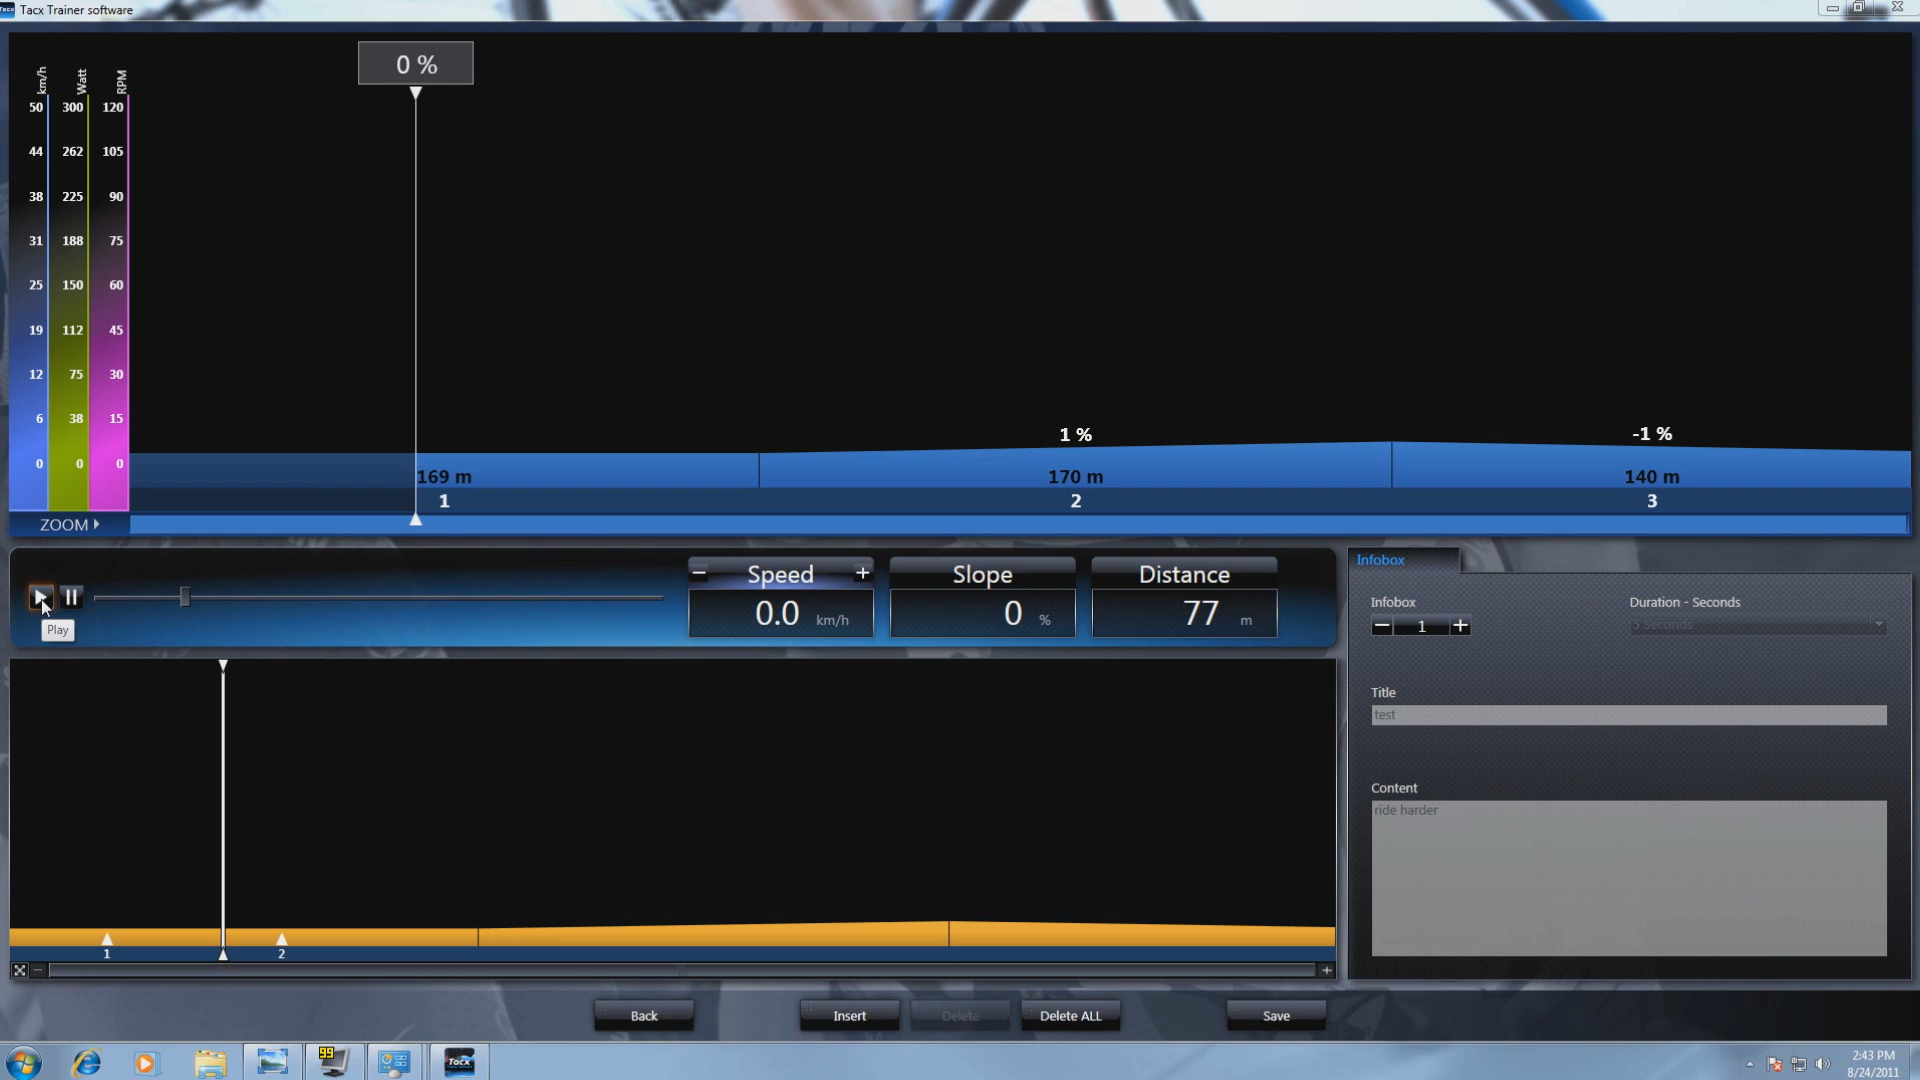 Tacx Trainer software
0 %
km/h Watt RPM
50 300 120
44 262 105
38 225 90
31 188 75
25 150 60
19 112 45
12 75 30
6 38 15
0 0 0
1 % -1 %
169 m 170 m 140 m
1 2 3
ZOOM
Speed Slope Distance
- +
0.0 km/h 0 % 77 m
Play
Infobox
Infobox Duration - Seconds
- 1 + 5 Seconds
Title
test
Content
ride harder
1 2
- +
Back Insert Delete Delete ALL Save
99
Tacx
2:43 PM
8/24/2011